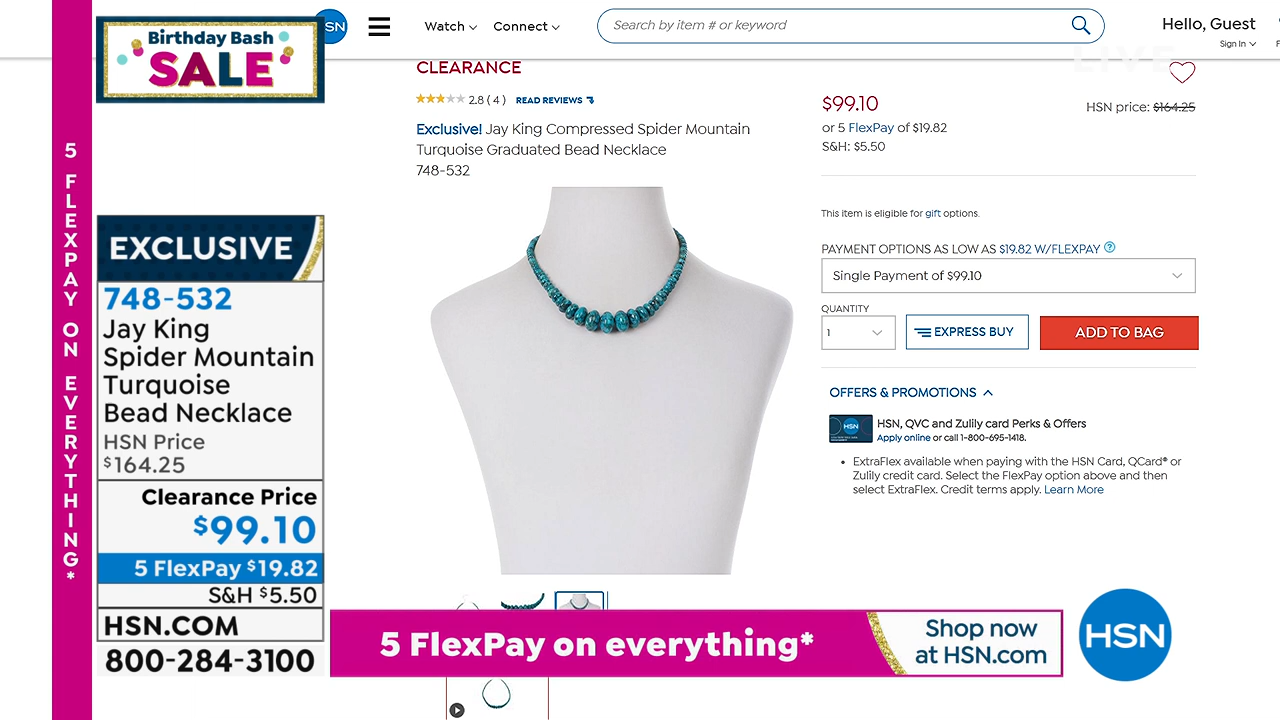 Birthday Bash
SALE
5 FLEXPAY ON EVERYTHING*
EXCLUSIVE
748-532
Jay King
Spider Mountain
Turquoise
Bead Necklace
HSN Price
$164.25
Clearance Price
$99.10
5 FlexPay $19.82
S&H $5.50
HSN.COM
800-284-3100
Watch
Connect
Search by item # or keyword
Hello, Guest
Sign In
LIVE
CLEARANCE
2.8 ( 4 ) READ REVIEWS
Exclusive! Jay King Compressed Spider Mountain
Turquoise Graduated Bead Necklace
748-532
$99.10
HSN price: $164.25
or 5 FlexPay of $19.82
S&H: $5.50
This item is eligible for gift options.
PAYMENT OPTIONS AS LOW AS $19.82 W/FLEXPAY ?
Single Payment of $99.10
QUANTITY
1
EXPRESS BUY
ADD TO BAG
OFFERS & PROMOTIONS
HSN
HSN, QVC and Zulily card Perks & Offers
Apply online or call 1-800-695-1418.
• ExtraFlex available when paying with the HSN Card, QCard® or
Zulily credit card. Select the FlexPay option above and then
select ExtraFlex. Credit terms apply. Learn More
5 FlexPay on everything*
Shop now
at HSN.com
HSN